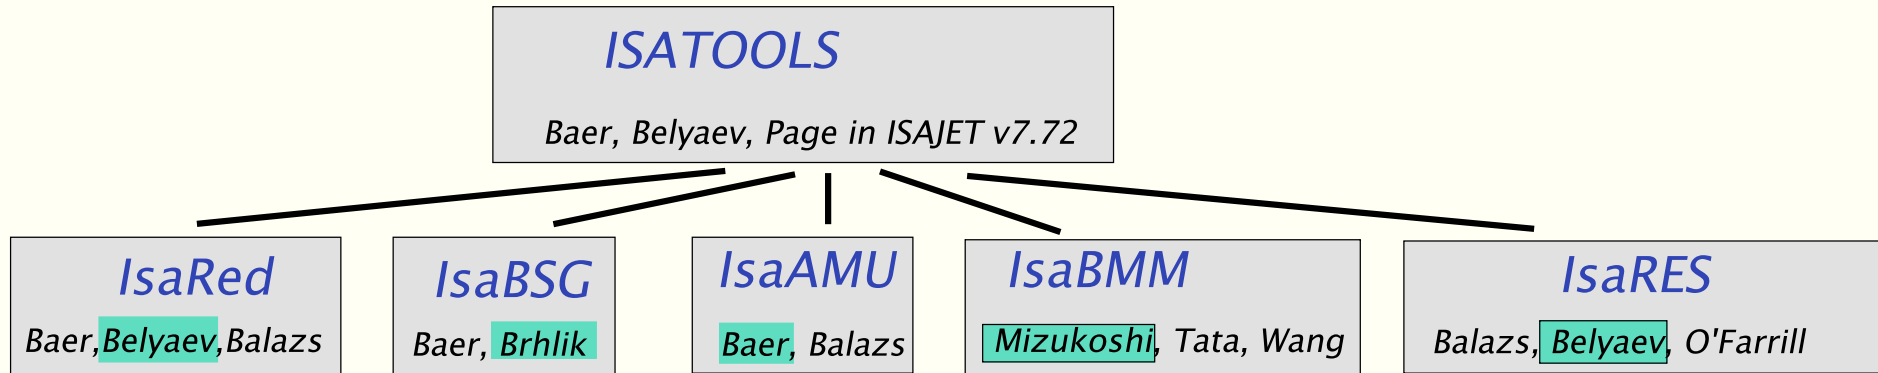 ISATOOLS
Baer, Belyaev, Page in ISAJET v7.72
IsaRed
Baer,Belyaev,Balazs
IsaBSG
Baer, Brhlik
IsaAMU
Baer, Balazs
IsaBMM
Mizukoshi, Tata, Wang
IsaRES
Balazs, Belyaev, O'Farrill